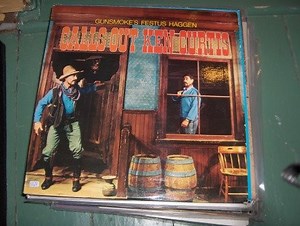 GUNSMOKE'S FESTUS HAGGEN
CALLS OUT KEN CURTIS